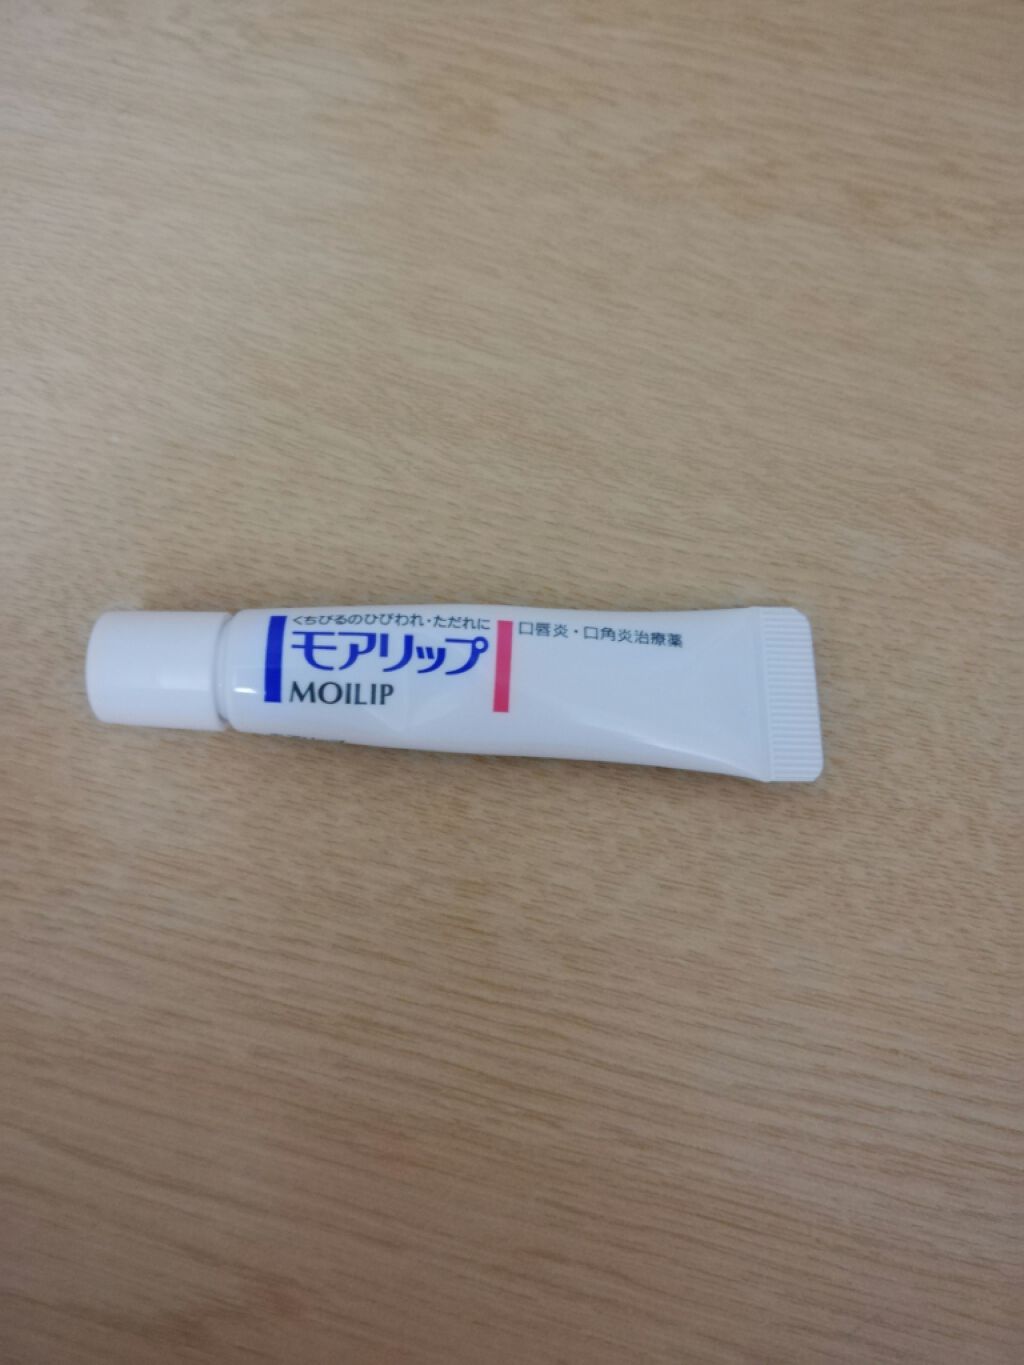 くちびるのひびわれ・ただれに
モアリップ
MOILIP
口唇炎・口角炎治療薬